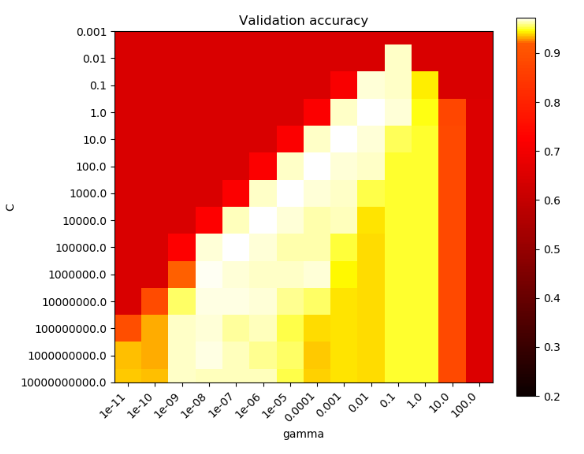 Validation accuracy
C
0.001
0.01
0.1
1.0
10.0
100.0
1000.0
10000.0
100000.0
1000000.0
10000000.0
100000000.0
1000000000.0
10000000000.0
1e-11
1e-10
1e-09
1e-08
1e-07
1e-06
1e-05
0.0001
0.001
0.01
0.1
1.0
10.0
100.0
gamma
0.9
0.8
0.7
0.6
0.5
0.4
0.3
0.2